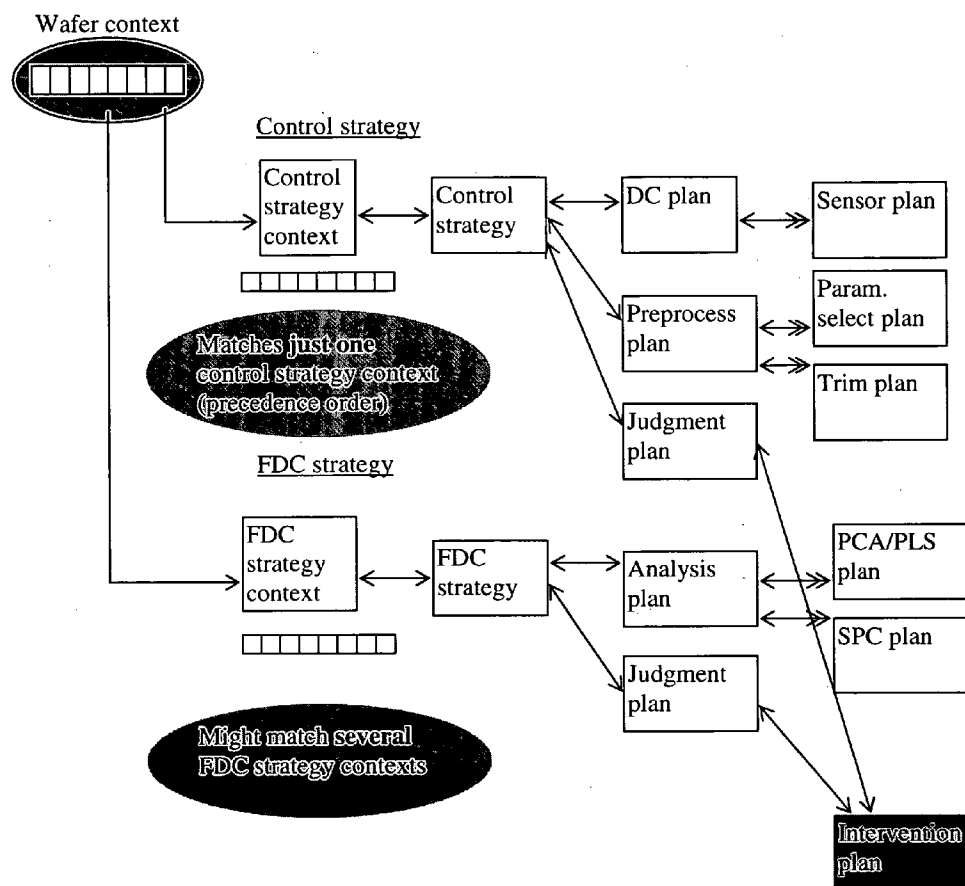 Wafer context
Control strategy
Control
strategy
context
Control
strategy
DC plan
Sensor plan
Preprocess
plan
Param.
select plan
Trim plan
Matches just one
control strategy context
(precedence order)
Judgment
plan
FDC strategy
FDC
strategy
context
FDC
strategy
Analysis
plan
PCA/PLS
plan
SPC plan
Judgment
plan
Might match several
FDC strategy contexts
Intervention
plan